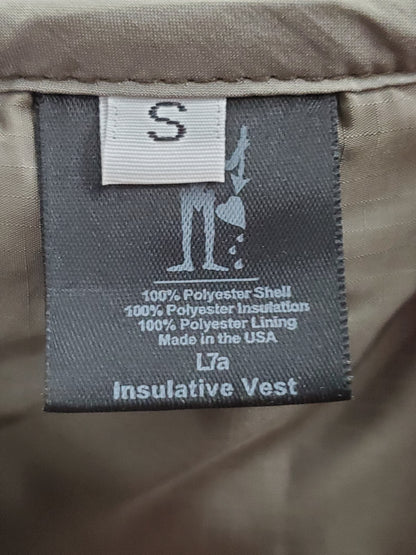 S
100% Polyester Shell
100% Polyester Insulation
100% Polyester Lining
Made in the USA
L7a
Insulative Vest